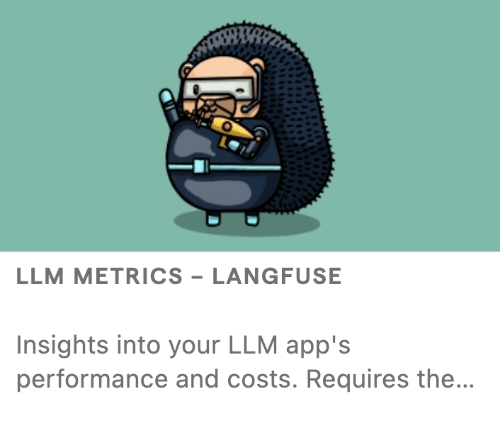 LLM METRICS – LANGFUSE
Insights into your LLM app's
performance and costs. Requires the...